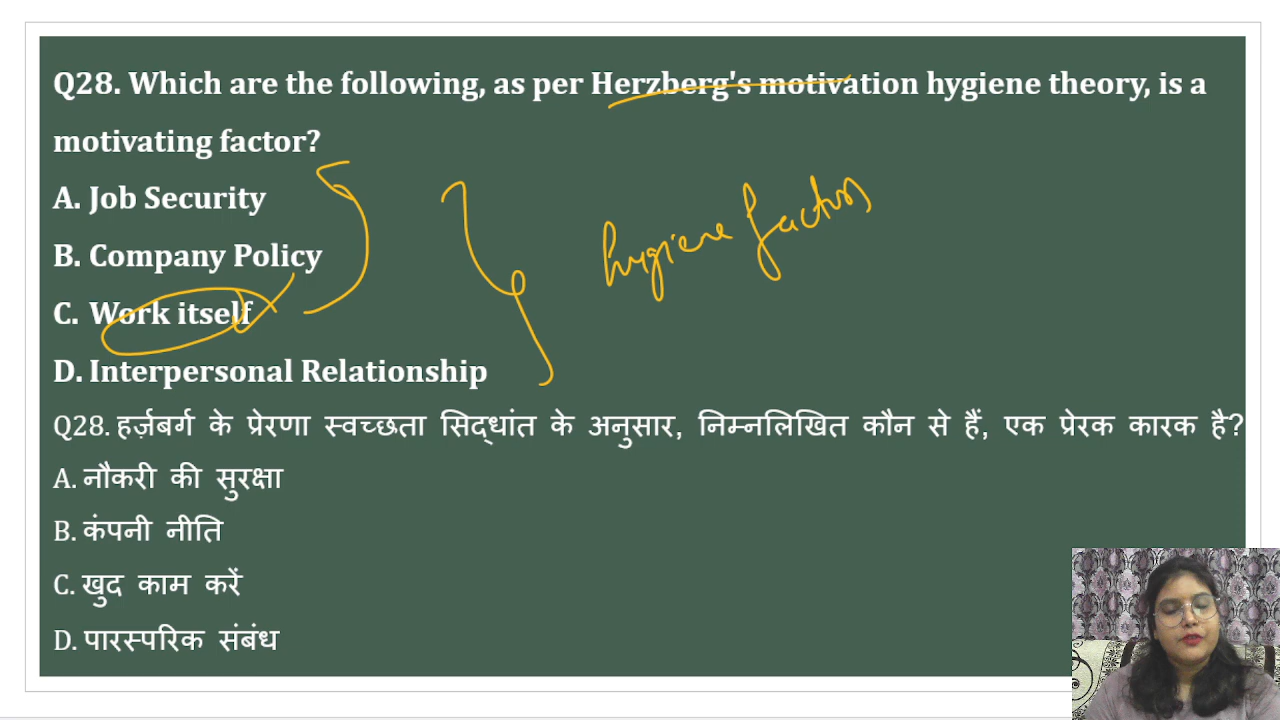 Q28. Which are the following, as per Herzberg's motivation hygiene theory, is a
motivating factor?
A. Job Security
B. Company Policy
C. Work itself
D. Interpersonal Relationship
hygiene factors
Q28. हर्ज़बर्ग के प्रेरणा स्वच्छता सिद्धांत के अनुसार, निम्नलिखित कौन से हैं, एक प्रेरक कारक है?
A. नौकरी की सुरक्षा
B. कंपनी नीति
C. खुद काम करें
D. पारस्परिक संबंध